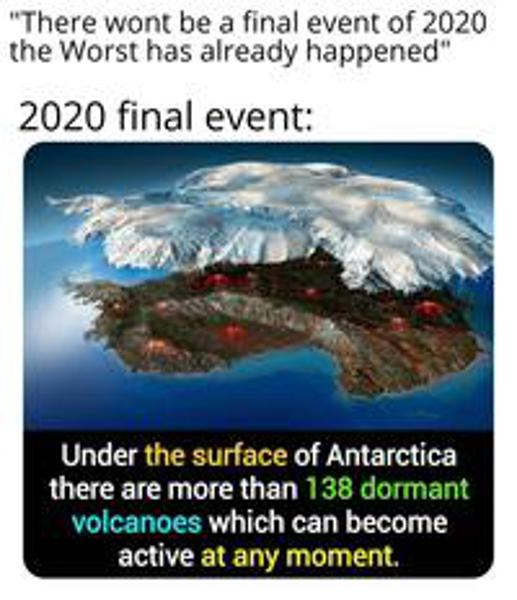 "There wont be a final event of 2020
the Worst has already happened"
2020 final event:
Under the surface of Antarctica
there are more than 138 dormant
volcanoes which can become
active at any moment.